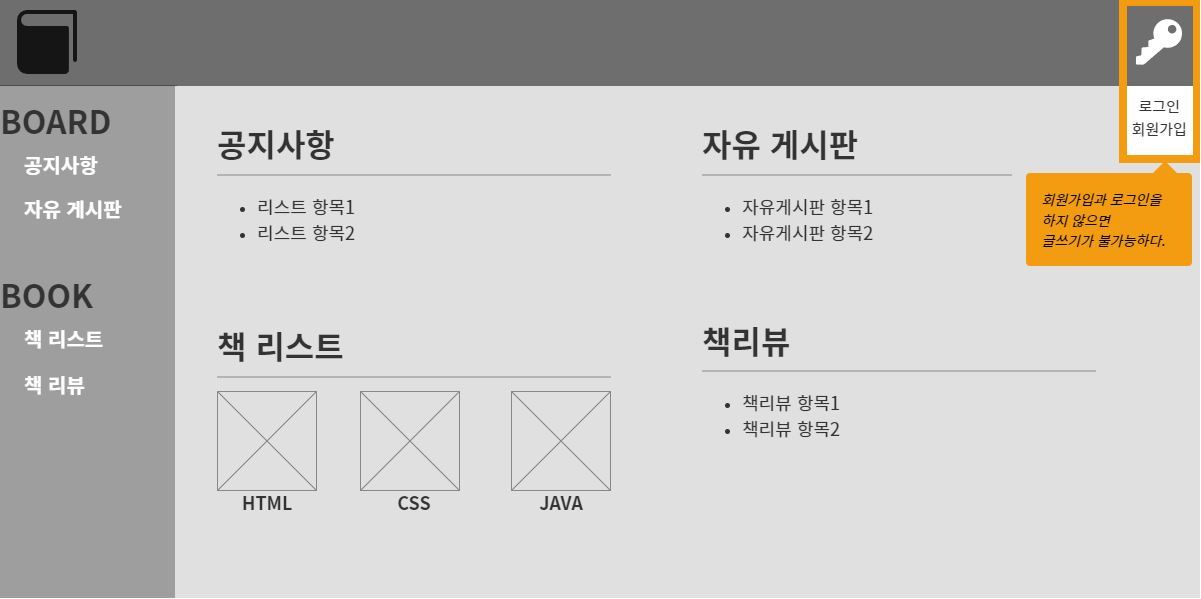 로그인
회원가입
BOARD
공지사항
자유 게시판
BOOK
책 리스트
책 리뷰
공지사항
리스트 항목1
리스트 항목2
자유 게시판
자유게시판 항목1
자유게시판 항목2
회원가입과 로그인을
하지 않으면
글쓰기가 불가능하다.
책 리스트
HTML
CSS
JAVA
책리뷰
책리뷰 항목1
책리뷰 항목2